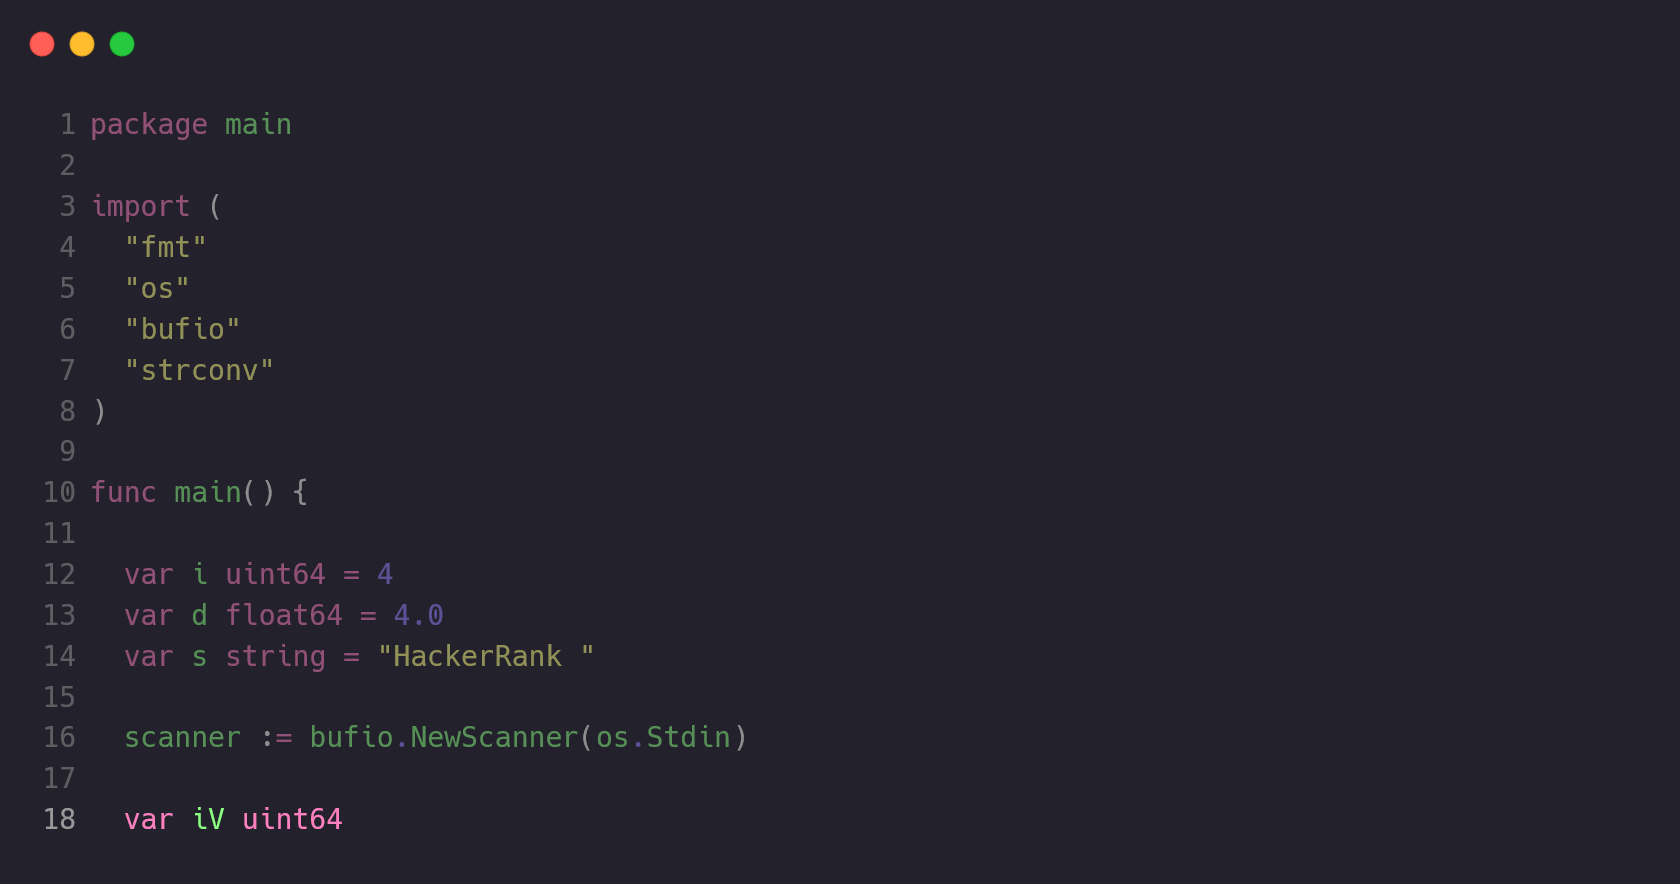 1 package main
2
3 import (
4   "fmt"
5   "os"
6   "bufio"
7   "strconv"
8 )
9
10 func main() {
11
12   var i uint64 = 4
13   var d float64 = 4.0
14   var s string = "HackerRank "
15
16   scanner := bufio.NewScanner(os.Stdin)
17
18   var iV uint64